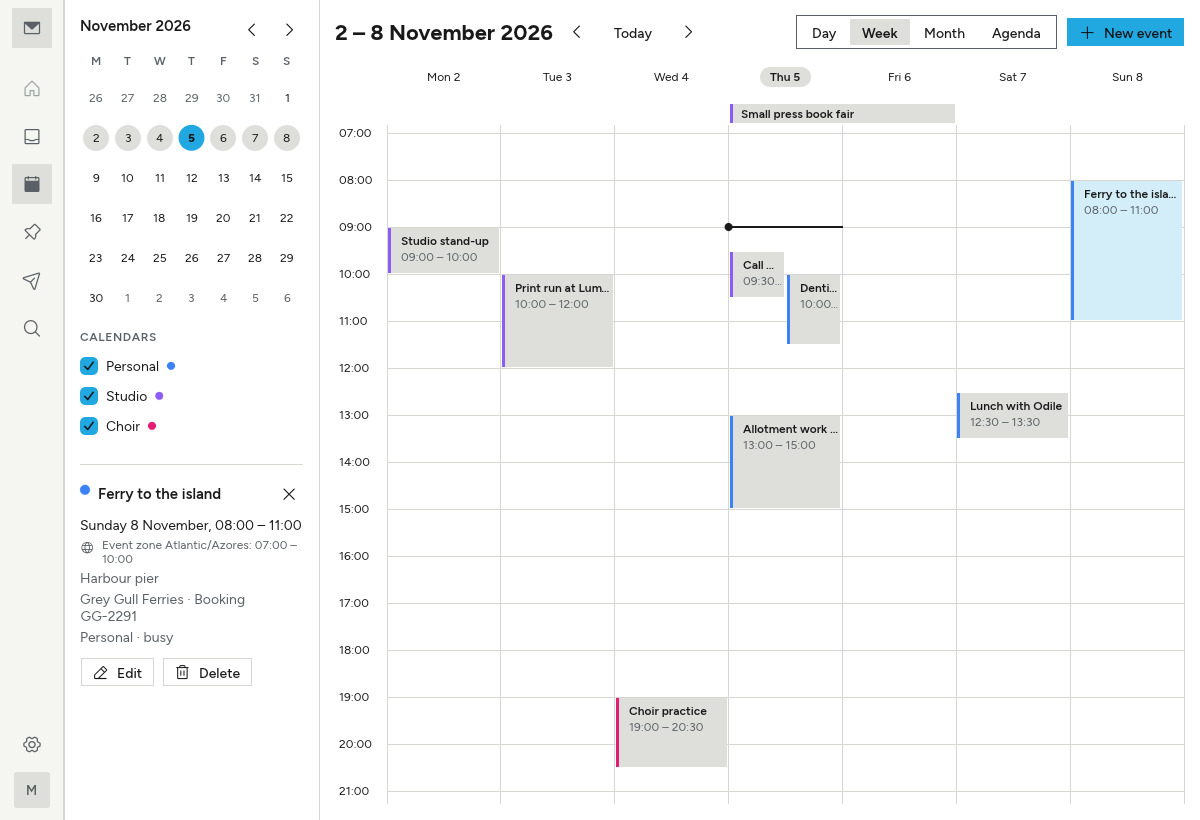 November 2026
M T W T F S S
26 27 28 29 30 31 1
2 3 4 5 6 7 8
9 10 11 12 13 14 15
16 17 18 19 20 21 22
23 24 25 26 27 28 29
30 1 2 3 4 5 6
CALENDARS
Personal
Studio
Choir
Ferry to the island
Sunday 8 November, 08:00 – 11:00
Event zone Atlantic/Azores: 07:00 –
10:00
Harbour pier
Grey Gull Ferries · Booking
GG-2291
Personal · busy
Edit Delete
M
2 – 8 November 2026 Today Day Week Month Agenda New event
Mon 2 Tue 3 Wed 4 Thu 5 Fri 6 Sat 7 Sun 8
Small press book fair
07:00
08:00
Ferry to the isla...
08:00 – 11:00
09:00
Studio stand-up
09:00 – 10:00
Call ...
09:30...
10:00
Print run at Lum...
10:00 – 12:00
Denti...
10:00...
11:00
12:00
Lunch with Odile
12:30 – 13:30
13:00
Allotment work ...
13:00 – 15:00
14:00
15:00
16:00
17:00
18:00
19:00
Choir practice
19:00 – 20:30
20:00
21:00